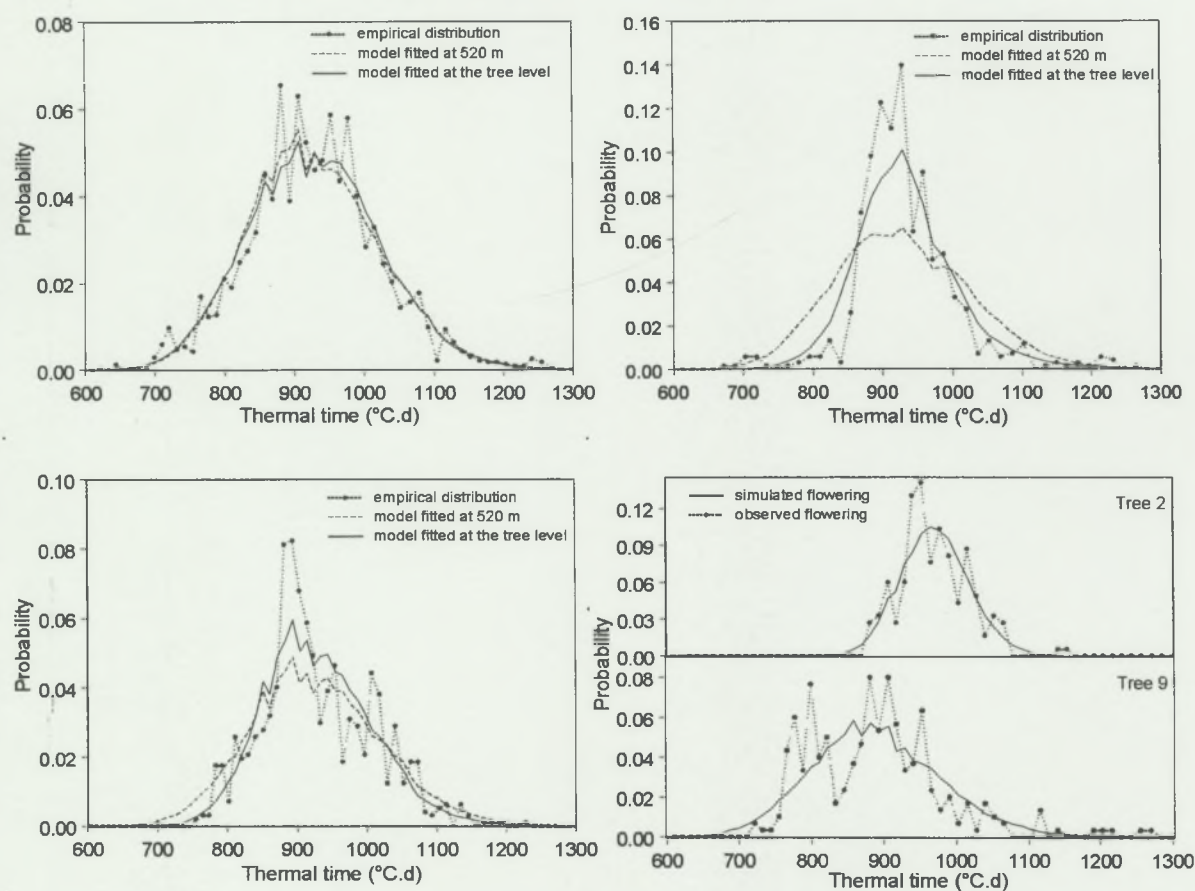 0.08
0.06
0.04
0.02
0.00
Probability
empirical distribution
model fitted at 520 m
model fitted at the tree level
600 700 800 900 1000 1100 1200 1300
Thermal time (°C.d)
0.16
0.14
0.12
0.10
0.08
0.06
0.04
0.02
0.00
Probability
empirical distribution
model fitted at 520 m
model fitted at the tree level
600 700 800 900 1000 1100 1200 1300
Thermal time (°C.d)
0.10
0.08
0.06
0.04
0.02
0.00
Probability
empirical distribution
model fitted at 520 m
model fitted at the tree level
600 700 800 900 1000 1100 1200 1300
Thermal time (°C.d)
simulated flowering
observed flowering
Tree 2
0.12
0.09
0.06
0.03
0.00
Probability
Tree 9
0.08
0.06
0.04
0.02
0.00
600 700 800 900 1000 1100 1200 1300
Thermal time (°C.d)